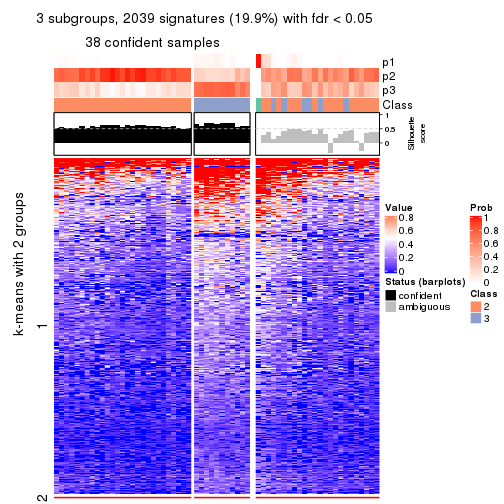 3 subgroups, 2039 signatures (19.9%) with fdr < 0.05
38 confident samples
p1
p2
p3
Class
1
0.5
0
Silhouette
score
k-means with 2 groups
1
2
Value
0.8
0.6
0.4
0.2
0
Status (barplots)
confident
ambiguous
Prob
1
0.8
0.6
0.4
0.2
0
Class
2
3